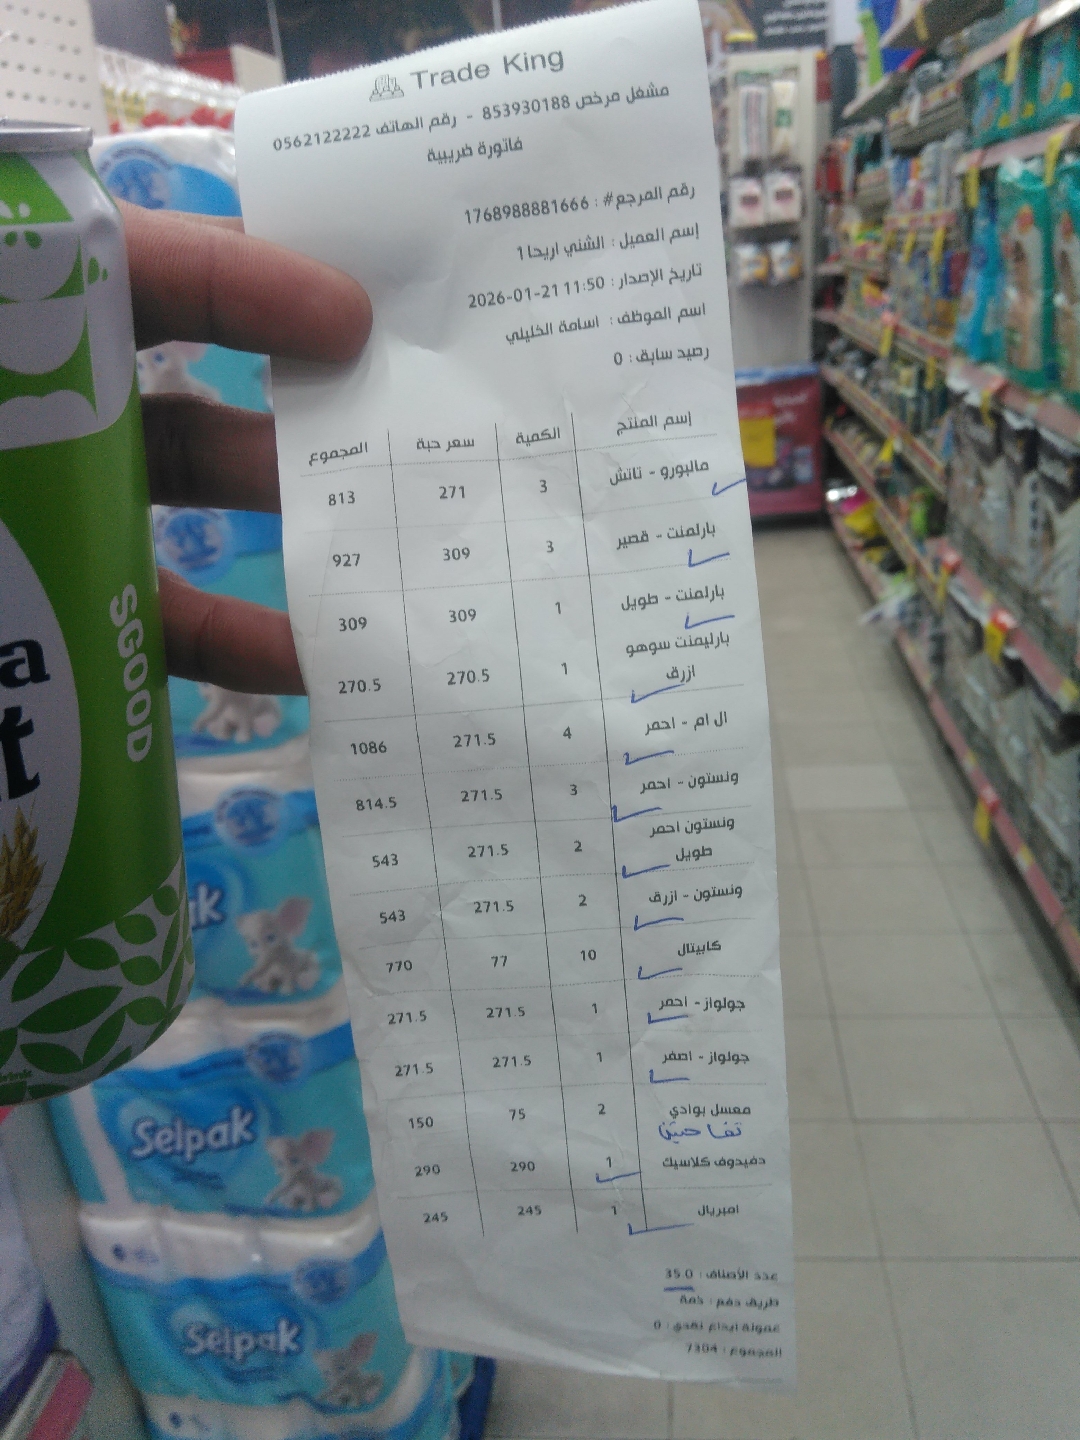 Trade King
مشغل مرخص 853930188 - رقم الهاتف 0562122222
فاتورة ضريبية
رقم المرجع# : 1768988881666
إسم العميل : الشني اريحا 1
تاريخ الإصدار : 11:50 21-01-2026
اسم الموظف : اسامة الخليلي
رصيد سابق : 0
إسم المنتج الكمية سعر حبة المجموع
مالبورو - تاتش 3 271 813
بارلمنت - قصير 3 309 927
بارلمنت - طويل 1 309 309
بارليمنت سوهو
ازرق 1 270.5 270.5
ال ام - احمر 4 271.5 1086
ونستون - احمر 3 271.5 814.5
ونستون احمر
طويل 2 271.5 543
ونستون - ازرق 2 271.5 543
كابيتال 10 77 770
جولواز - احمر 1 271.5 271.5
جولواز - اصفر 1 271.5 271.5
معسل بوادي 2 75 150
تفاحتين
دفيدوف كلاسيك 1 290 290
امبريال 1 245 245
عدد الأصناف : 35.0
طريق دفع : ذمة
عمولة ايداع نقدي : 0
المجموع : 7304
SGOOD
Selpak
Selpak